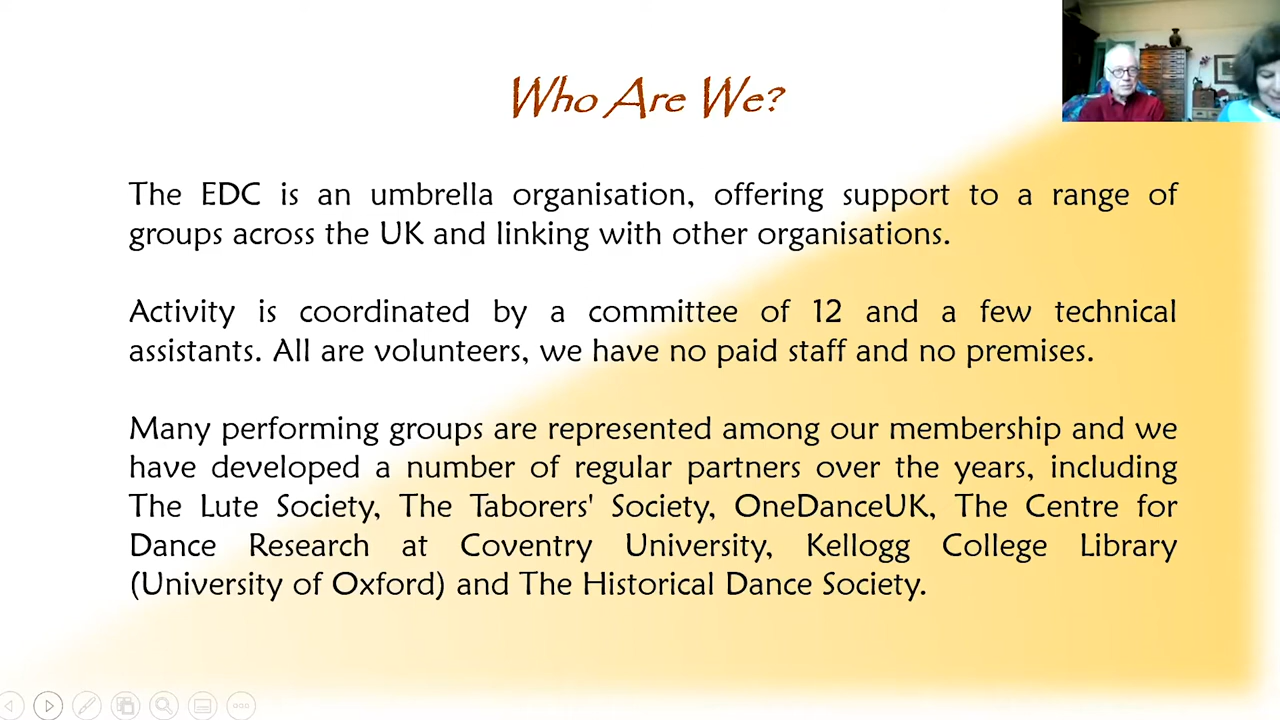 Who Are We?
The EDC is an umbrella organisation, offering support to a range of
groups across the UK and linking with other organisations.
Activity is coordinated by a committee of 12 and a few technical
assistants. All are volunteers, we have no paid staff and no premises.
Many performing groups are represented among our membership and we
have developed a number of regular partners over the years, including
The Lute Society, The Taborers' Society, OneDanceUK, The Centre for
Dance Research at Coventry University, Kellogg College Library
(University of Oxford) and The Historical Dance Society.